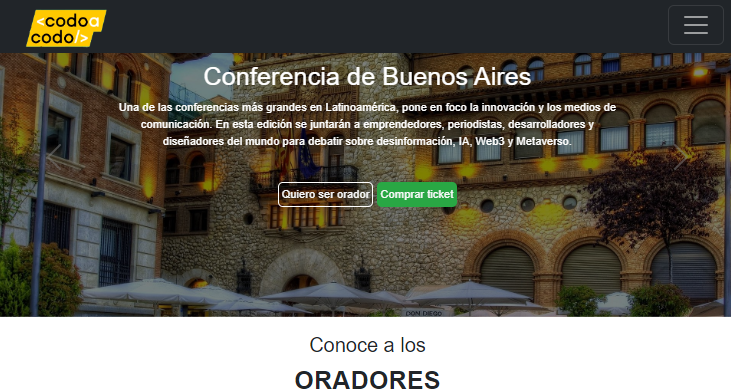 <codo a
codo/>
Conferencia de Buenos Aires
Una de las conferencias más grandes en Latinoamérica, pone en foco la innovación y los medios de
comunicación. En esta edición se juntarán a emprendedores, periodistas, desarrolladores y
diseñadores del mundo para debatir sobre desinformación, IA, Web3 y Metaverso.
Quiero ser orador Comprar ticket
DON DIEGO
Conoce a los
ORADORES